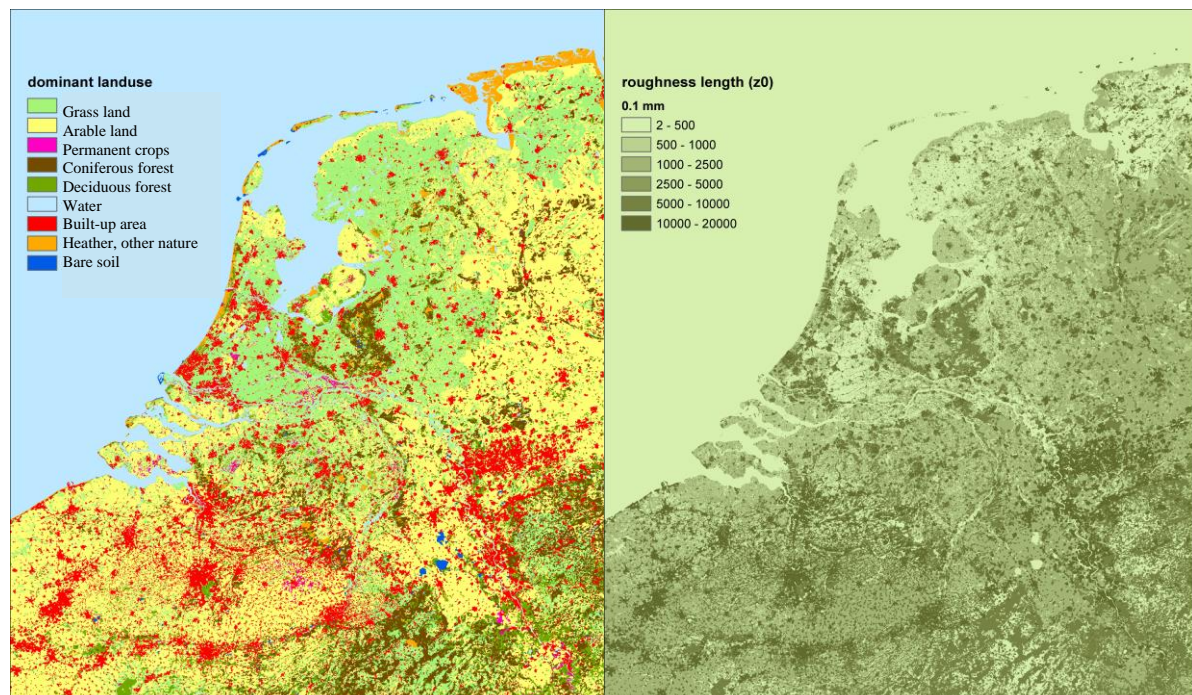 dominant landuse
Grass land
Arable land
Permanent crops
Coniferous forest
Deciduous forest
Water
Built-up area
Heather, other nature
Bare soil
roughness length (z0)
0.1 mm
2 - 500
500 - 1000
1000 - 2500
2500 - 5000
5000 - 10000
10000 - 20000